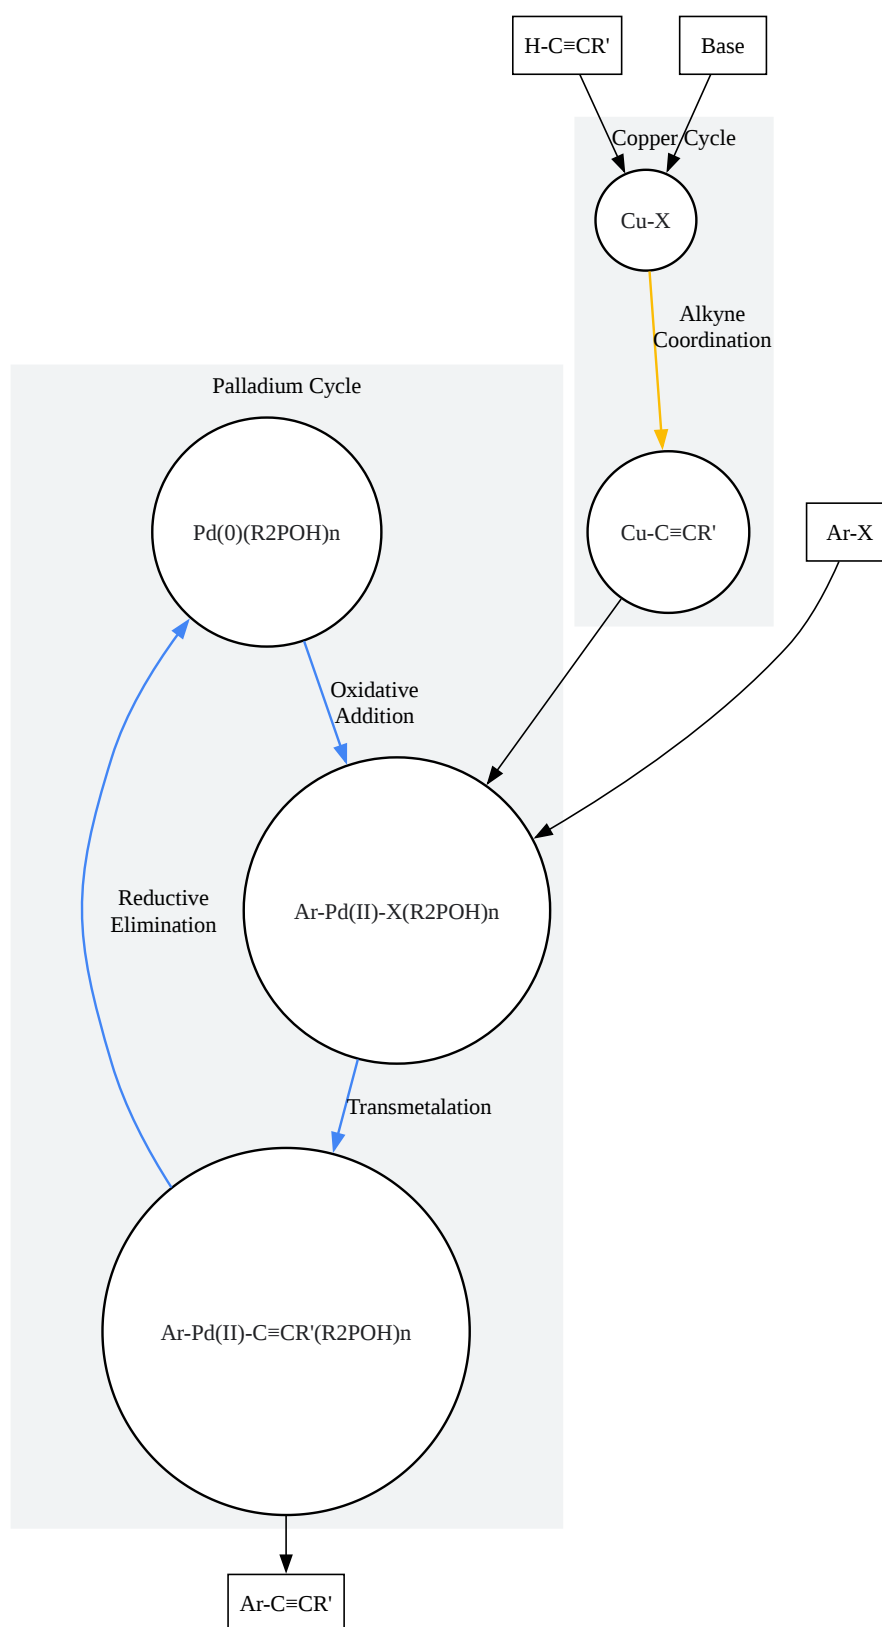 H-C≡CR'
Base
Copper Cycle
Cu-X
Alkyne
Coordination
Palladium Cycle
Pd(0)(R2POH)n
Cu-C≡CR'
Ar-X
Oxidative
Addition
Reductive
Elimination
Ar-Pd(II)-X(R2POH)n
Transmetalation
Ar-Pd(II)-C≡CR'(R2POH)n
Ar-C≡CR'